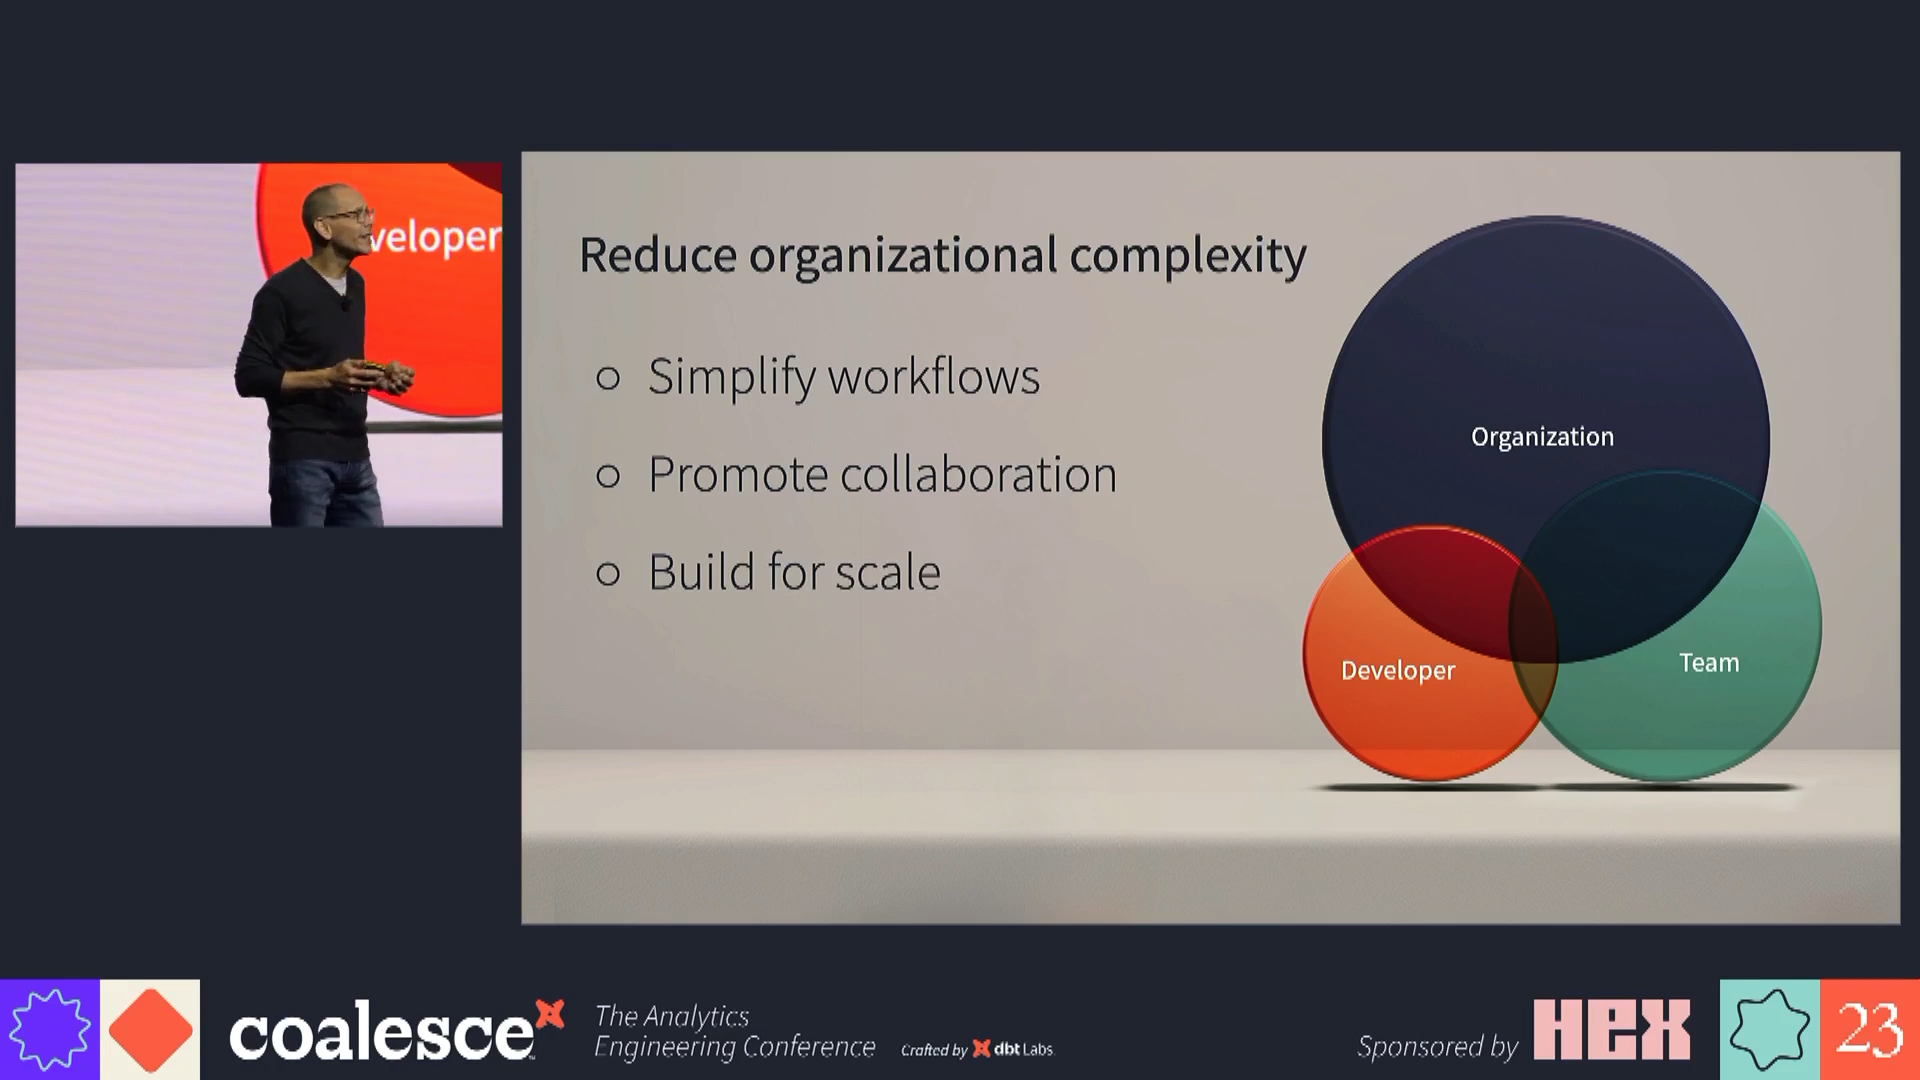 veloper
Reduce organizational complexity
Simplify workflows
Promote collaboration
Build for scale
Organization
Developer
Team
coalesce
The Analytics
Engineering Conference
Crafted by dbt Labs
Sponsored by HEX
23